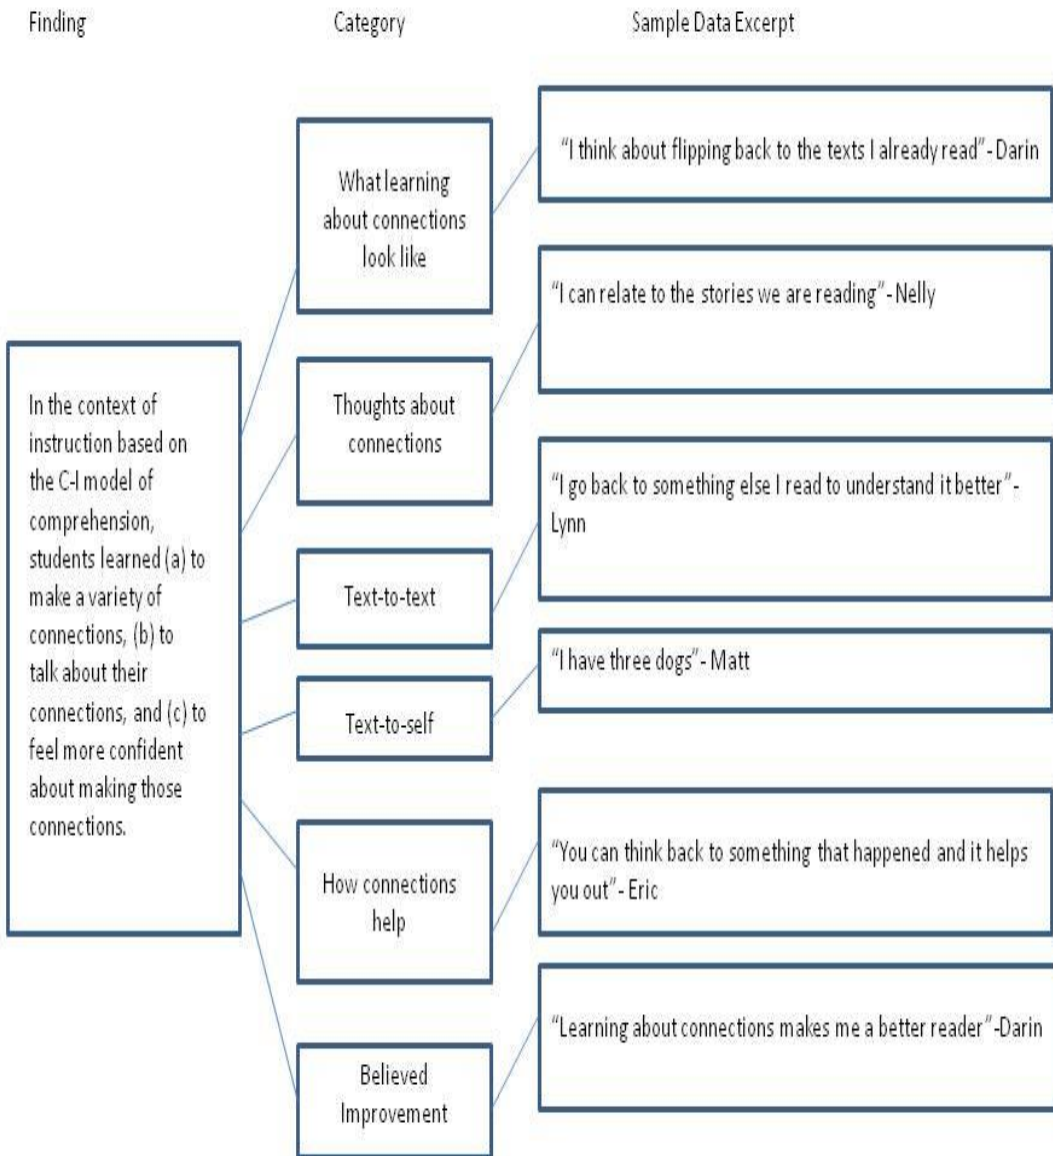 Finding
Category
Sample Data Excerpt
In the context of
instruction based on
the C-I model of
comprehension,
students learned (a) to
make a variety of
connections, (b) to
talk about their
connections, and (c) to
feel more confident
about making those
connections.
What learning
about connections
look like
Thoughts about
connections
Text-to-text
Text-to-self
How connections
help
Believed
Improvement
“I think about flipping back to the texts I already read”- Darin
“I can relate to the stories we are reading”- Nelly
“I go back to something else I read to understand it better”-
Lynn
“I have three dogs”- Matt
“You can think back to something that happened and it helps
you out”- Eric
“Learning about connections makes me a better reader”-Darin